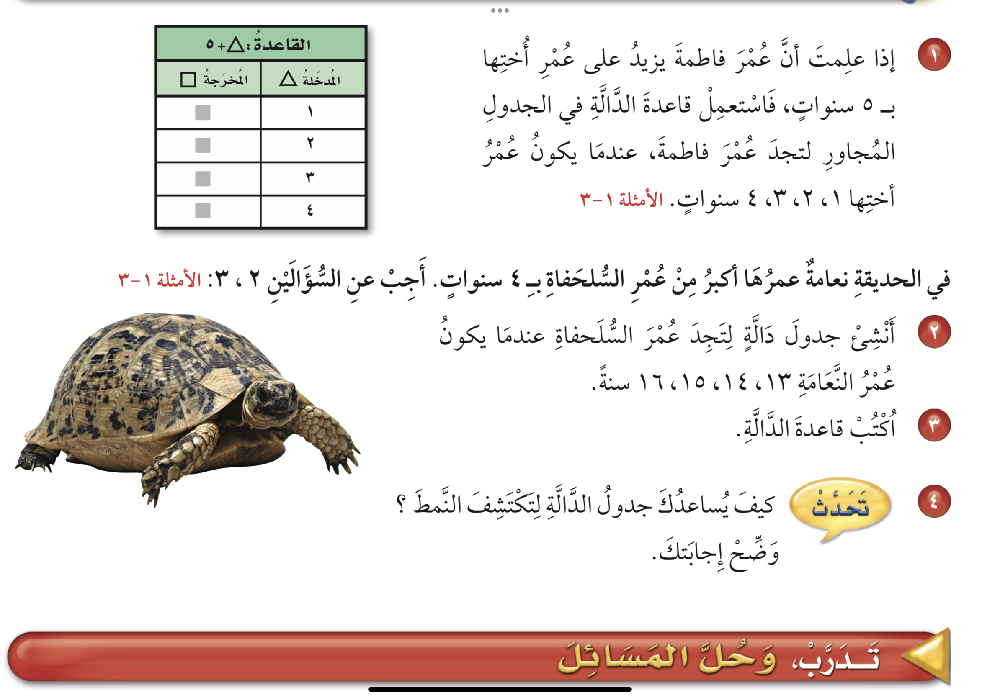 ١
إذا علِمتَ أنَّ عُمْرَ فاطمةَ يزيدُ على عُمْرِ أُختِها
بـ ٥ سنواتٍ، فَاسْتعمِلْ قاعدةَ الدَّالَّةِ في الجدولِ
المُجاورِ لتجدَ عُمْرَ فاطمةَ، عندمَا يكونُ عُمْرُ
أختِها ١، ٢، ٣، ٤ سنواتٍ. الأمثلة ١-٣
القاعدةُ: △ + ٥
المُدخَلةُ △ المُخرَجةُ □
١
٢
٣
٤
في الحديقةِ نعامةٌ عمرُهَا أكبرُ مِنْ عُمْرِ السُّلحَفاةِ بـِ ٤ سنواتٍ. أَجِبْ عنِ السُّؤَالَيْنِ ٢ ، ٣: الأمثلة ١-٣
٢
أَنْشِئْ جدولَ دَالَّةٍ لِتَجِدَ عُمْرَ السُّلَحفاةِ عندمَا يكونُ
عُمْرُ النَّعَامَةِ ١٣، ١٤، ١٥، ١٦ سنةً.
٣
اُكْتُبْ قاعدةَ الدَّالَّةِ.
٤
تَحَدَّثْ
كيفَ يُساعدُكَ جدولُ الدَّالَّةِ لِتَكْتَشِفَ النَّمطَ ؟
وَضِّحْ إِجابَتكَ.
تَـدَرَّبْ، وَحُلَّ المَسَائِلَ